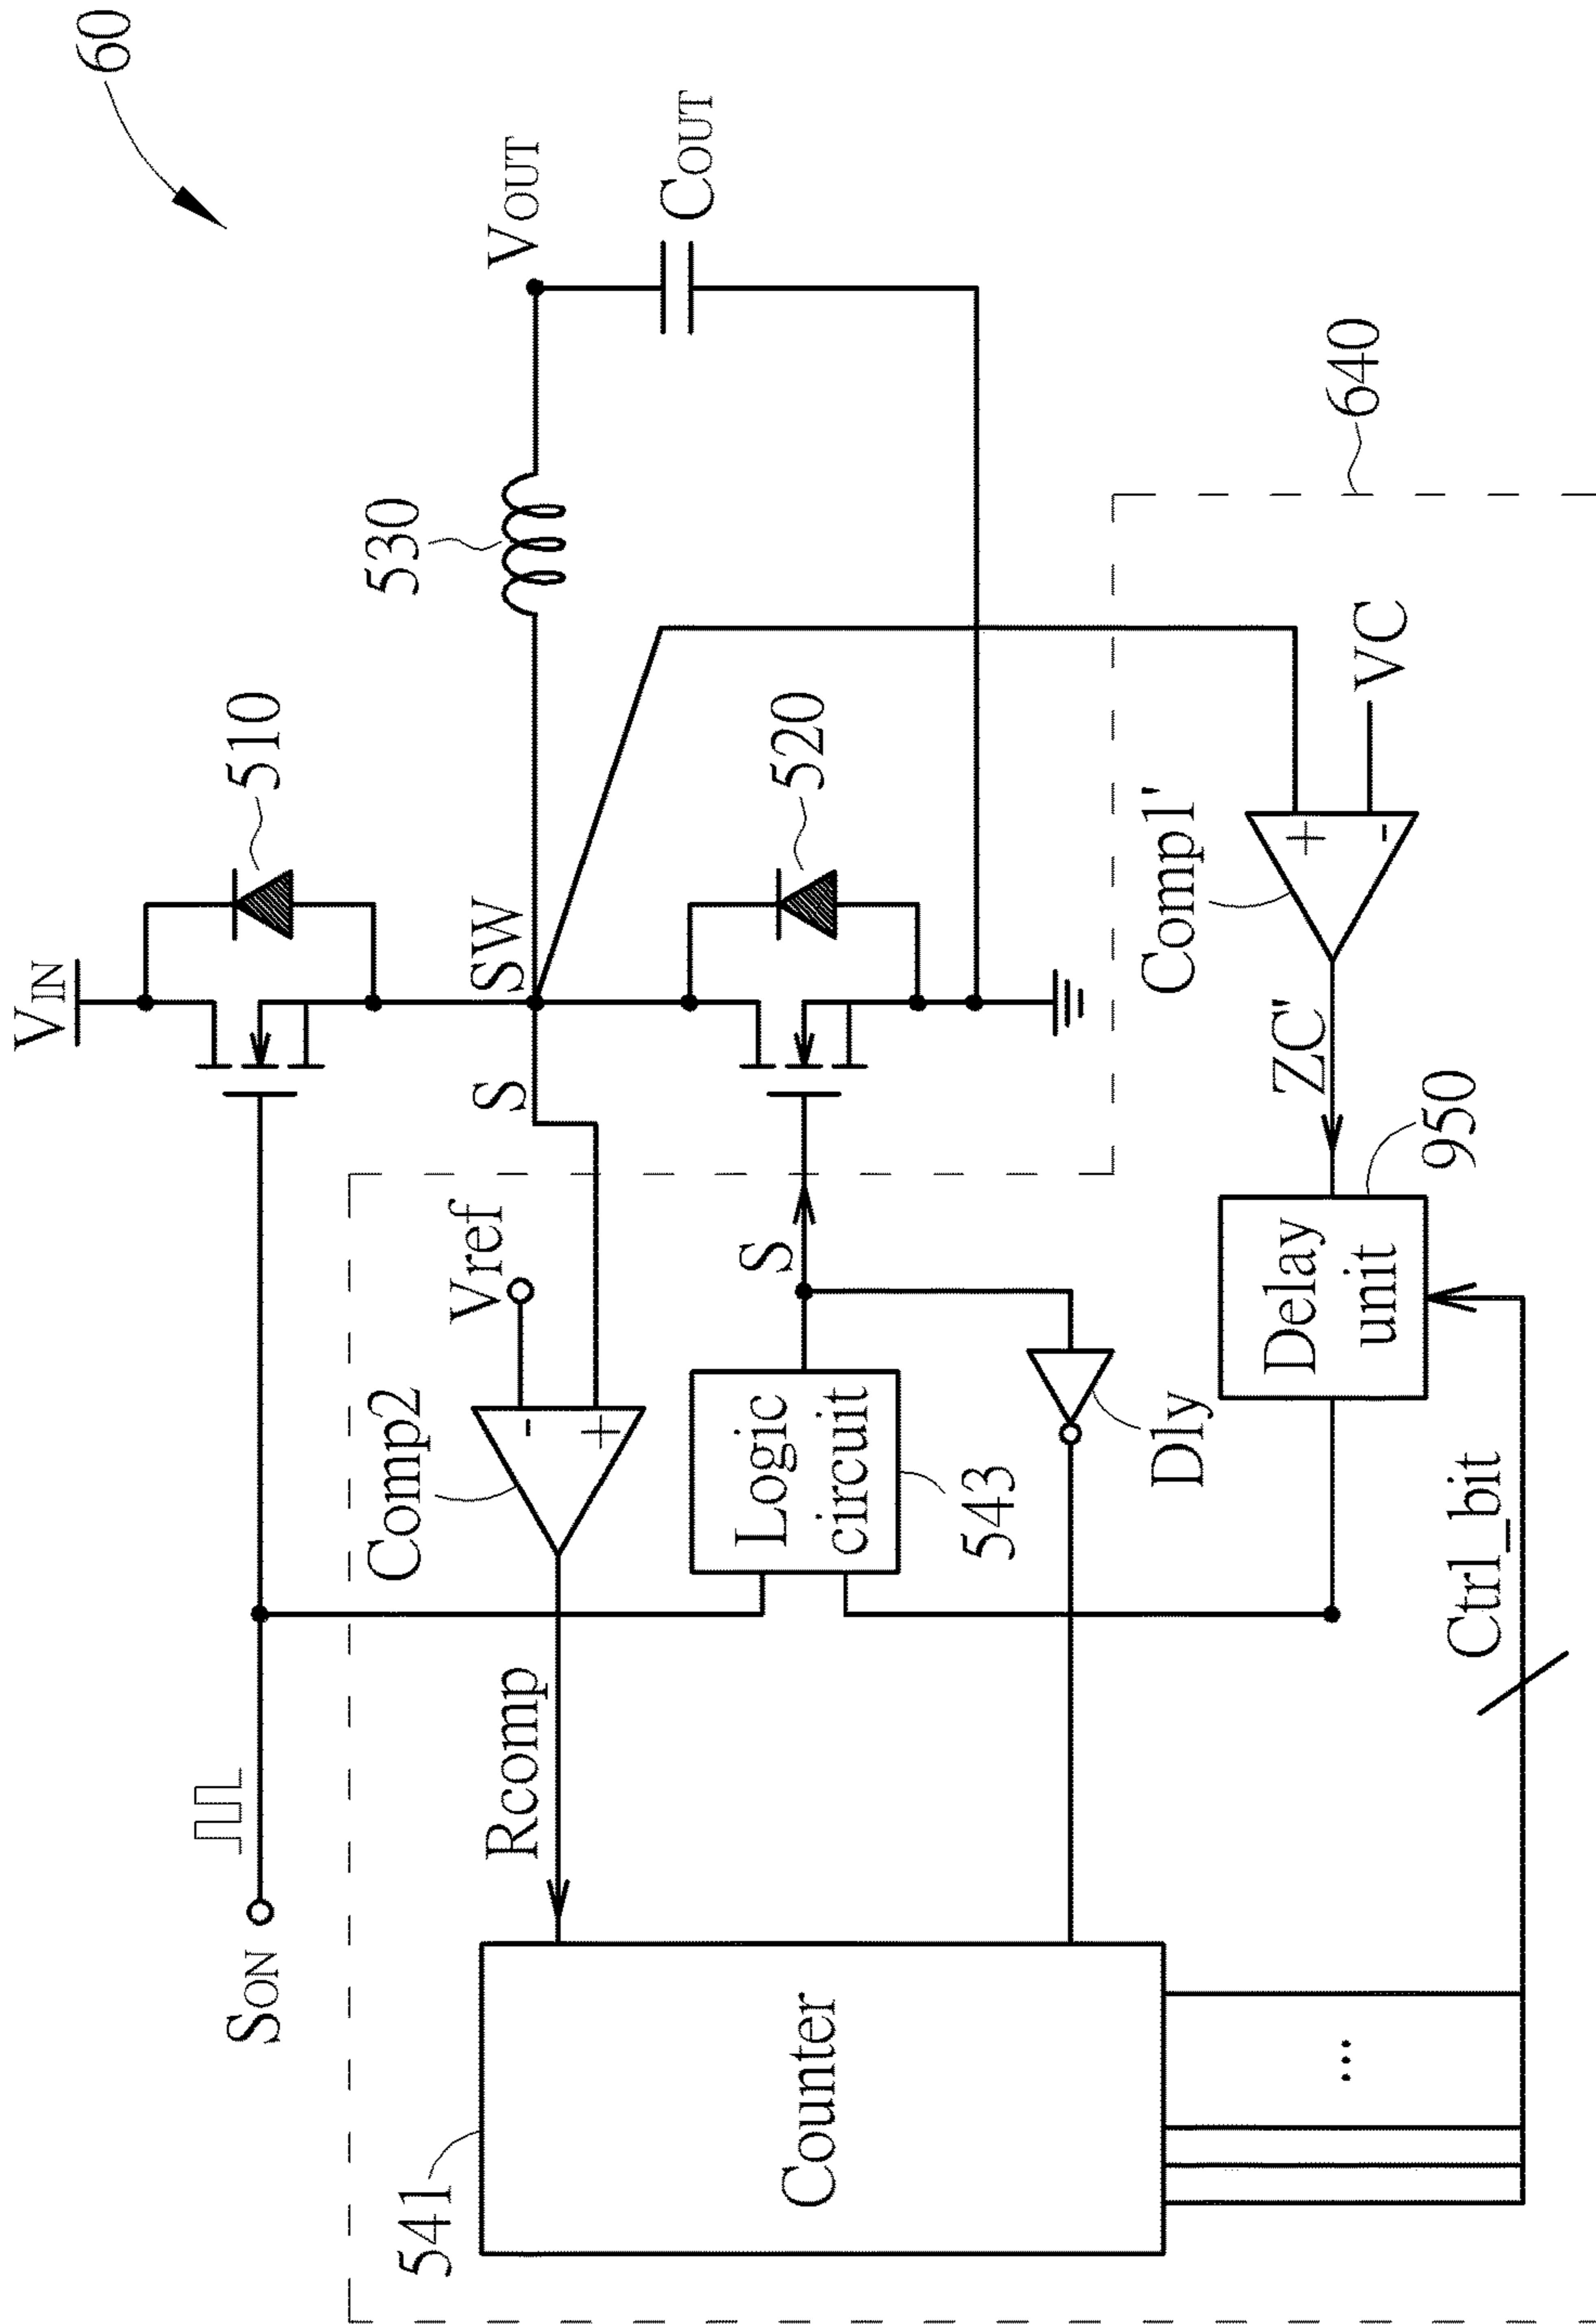 60
VIN
510
SW
S
530
VOUT
COUT
520
SON
Comp2
Vref
-
+
Rcomp
S
Logic
circuit
543
Dly
541
Counter
...
Ctrl_bit
Delay
unit
950
ZC'
Comp1'
+
-
VC
640